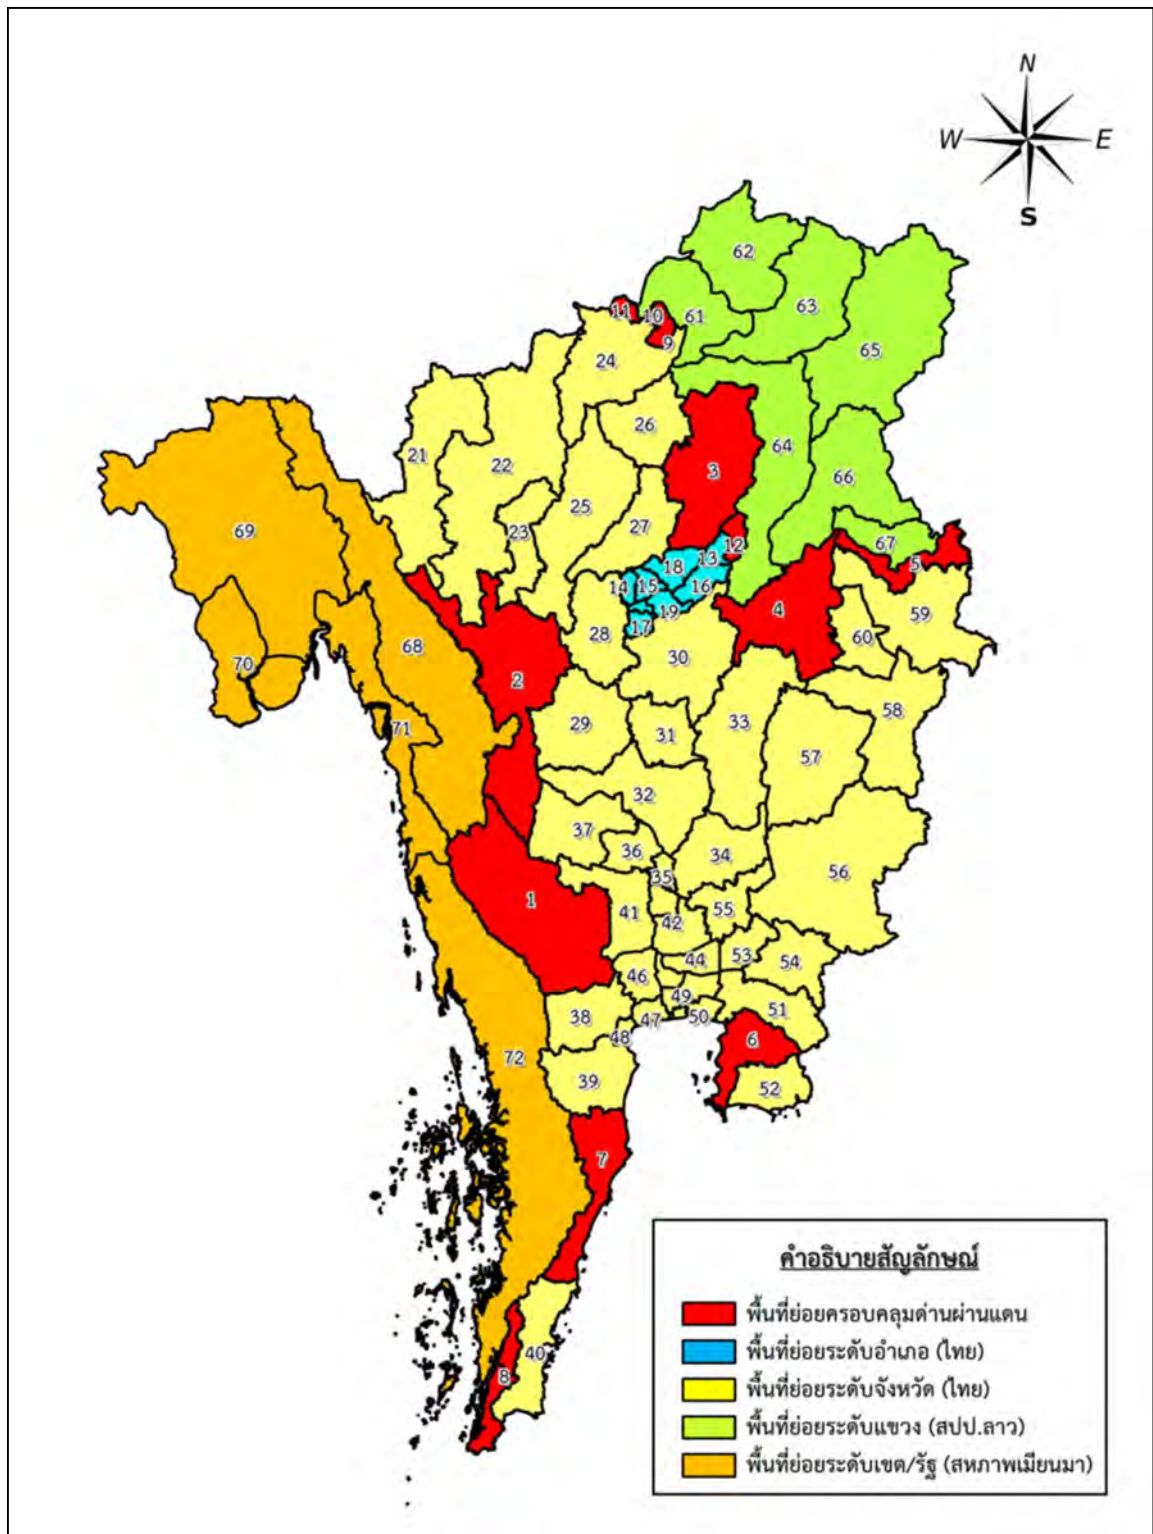 N
W E
S
62
11 10 61 63
9
24
65
26
21 22 64
3
66
25
69 23 27
12 67
13 5
18
14 15 16
4 59
17 19
28 60
68
70 2 30
58
29 33
71 31
57
32
37
36 34
35 56
1
41 42 55
44 53 54
46
49
38 47 50 51
48 6
72
39 52
7
40
8
คำอธิบายสัญลักษณ์
พื้นที่ย่อยครอบคลุมด่านผ่านแดน
พื้นที่ย่อยระดับอำเภอ (ไทย)
พื้นที่ย่อยระดับจังหวัด (ไทย)
พื้นที่ย่อยระดับแขวง (สปป.ลาว)
พื้นที่ย่อยระดับเขต/รัฐ (สหภาพเมียนมา)